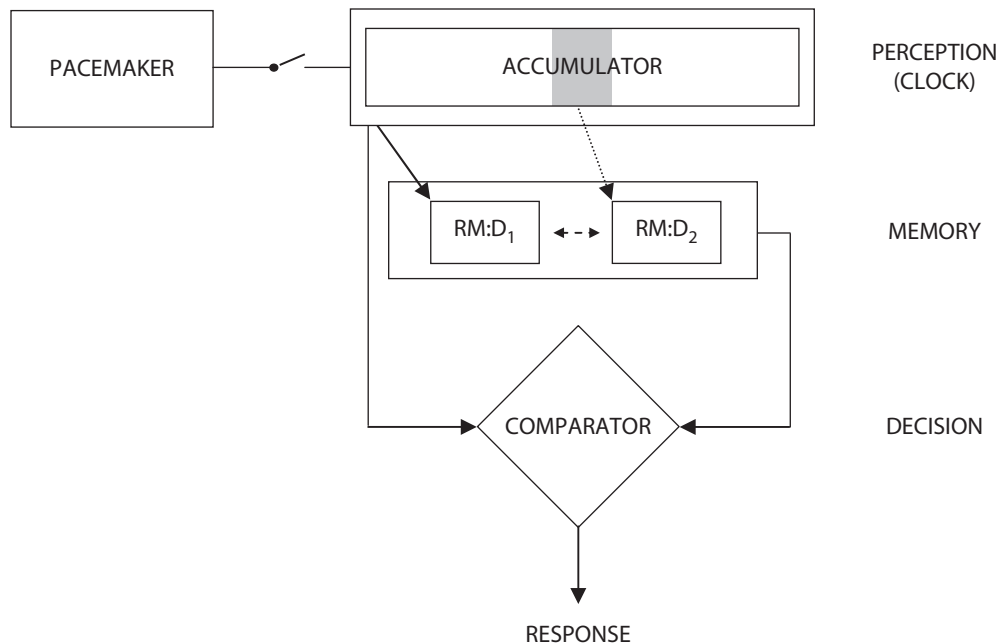 PACEMAKER
ACCUMULATOR
PERCEPTION
(CLOCK)
RM:D₁
RM:D₂
MEMORY
COMPARATOR
DECISION
RESPONSE